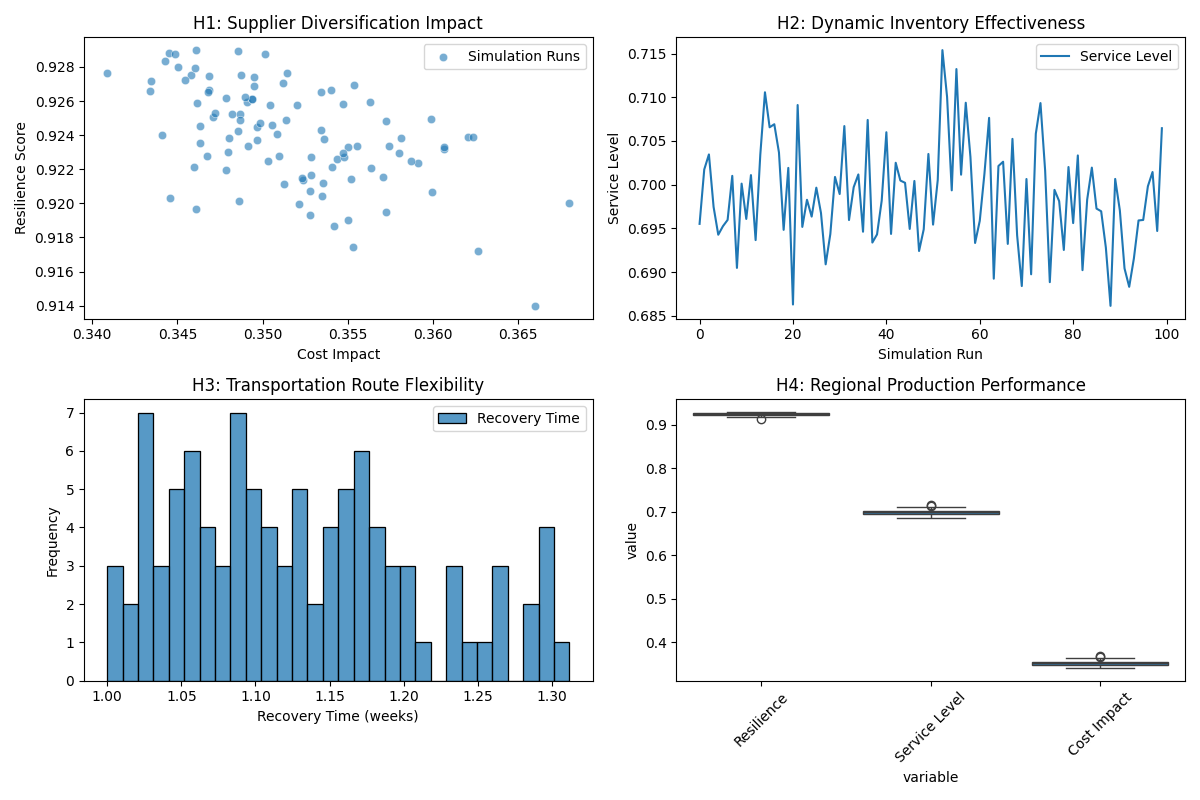 H1: Supplier Diversification Impact
Simulation Runs
0.928
0.926
0.924
0.922
0.920
0.918
0.916
0.914
Resilience Score
0.340
0.345
0.350
0.355
0.360
0.365
Cost Impact
H2: Dynamic Inventory Effectiveness
Service Level
0.715
0.710
0.705
0.700
0.695
0.690
0.685
Service Level
0
20
40
60
80
100
Simulation Run
H3: Transportation Route Flexibility
Recovery Time
7
6
5
4
3
2
1
0
Frequency
1.00
1.05
1.10
1.15
1.20
1.25
1.30
Recovery Time (weeks)
H4: Regional Production Performance
0.9
0.8
0.7
0.6
0.5
0.4
value
Resilience
Service Level
Cost Impact
variable